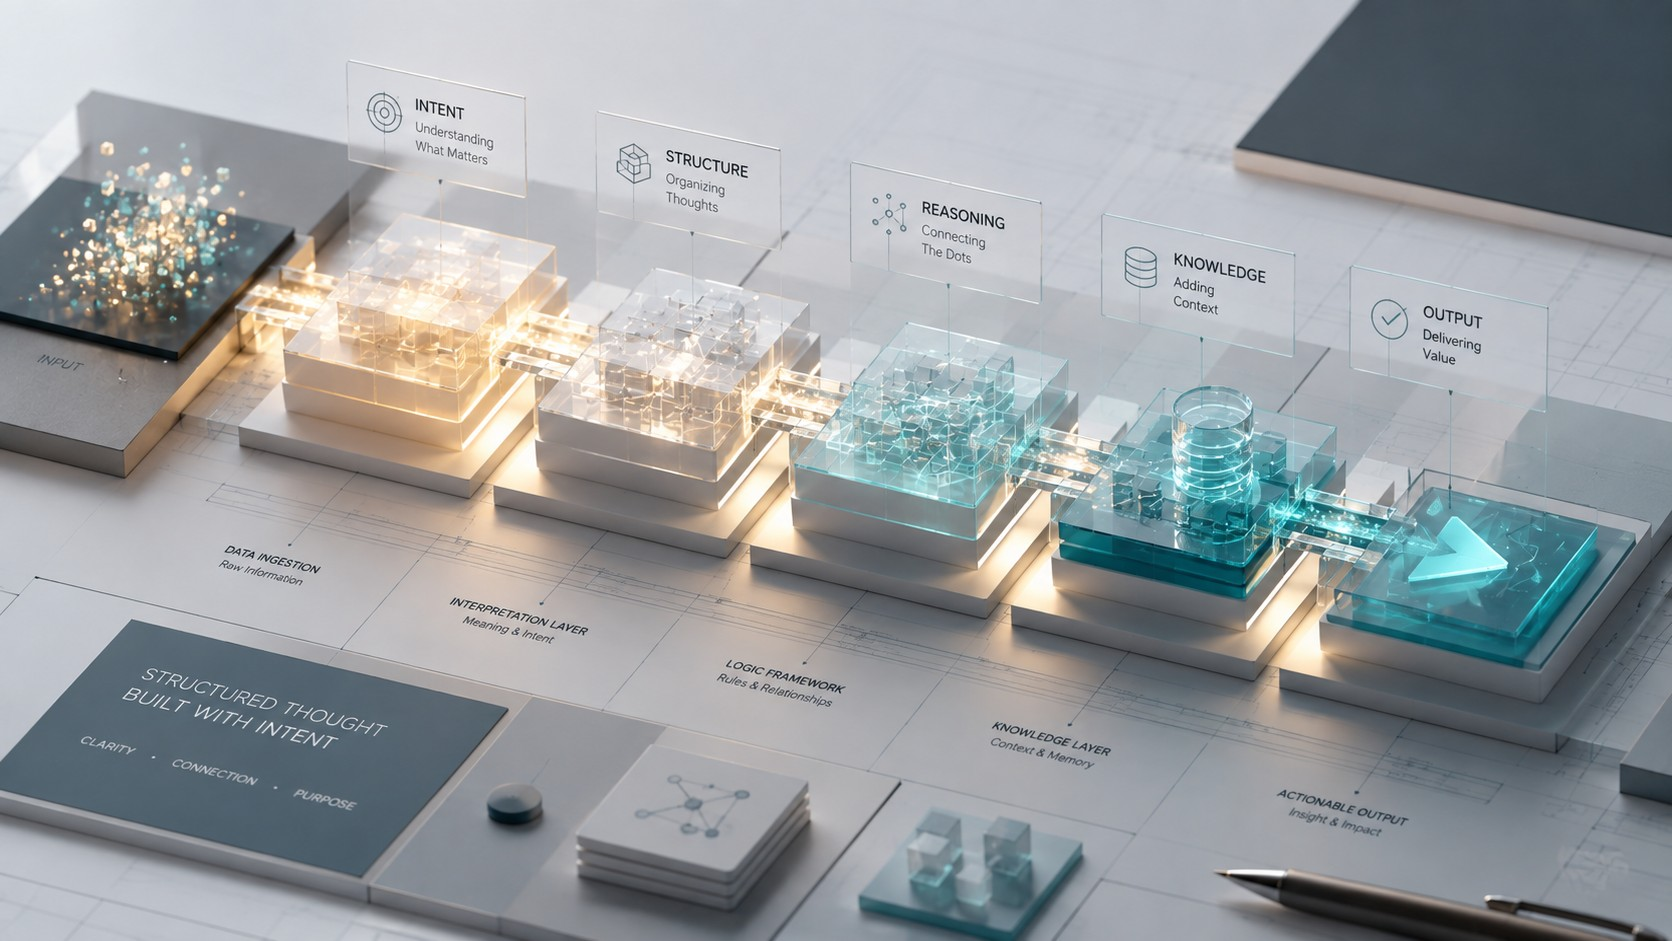 INTENT
Understanding
What Matters
STRUCTURE
Organizing
Thoughts
REASONING
Connecting
The Dots
KNOWLEDGE
Adding
Context
OUTPUT
Delivering
Value
INPUT
DATA INGESTION
Raw Information
INTERPRETATION LAYER
Meaning & Intent
LOGIC FRAMEWORK
Rules & Relationships
KNOWLEDGE LAYER
Context & Memory
ACTIONABLE OUTPUT
Insight & Impact
STRUCTURED THOUGHT
BUILT WITH INTENT
CLARITY · CONNECTION · PURPOSE